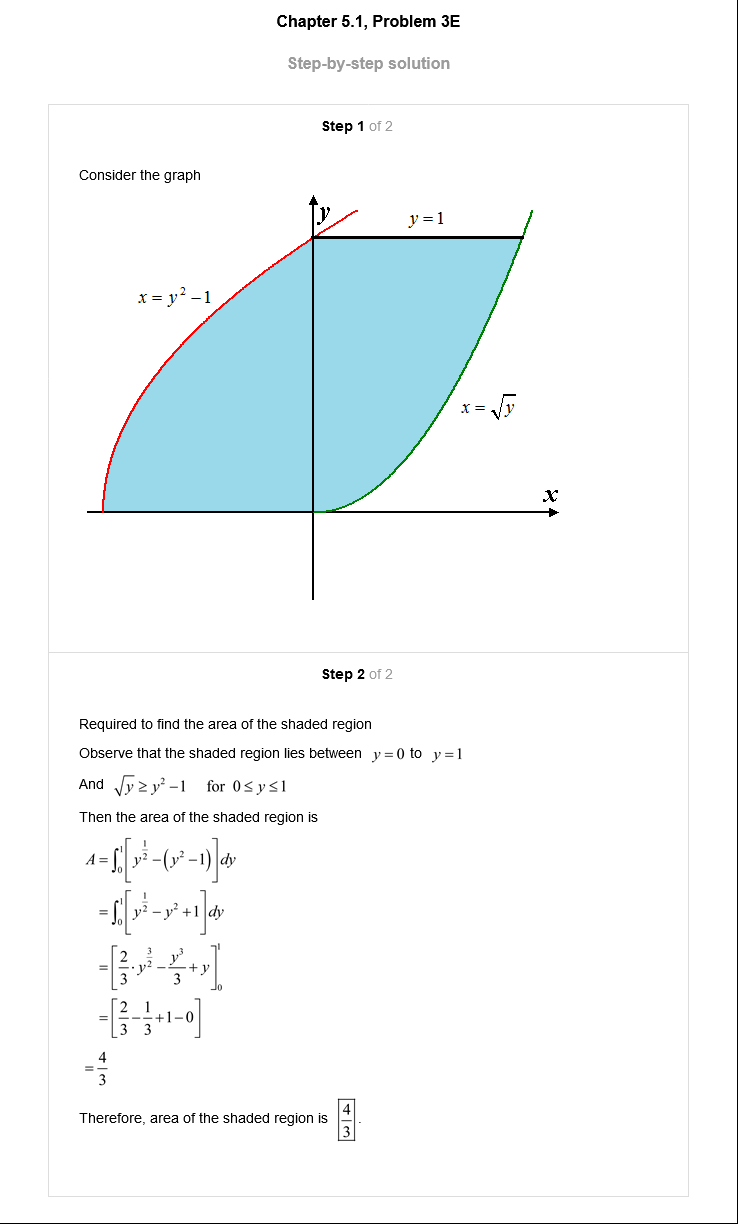 Chapter 5.1, Problem 3E
Step-by-step solution
Step 1 of 2
Consider the graph
y
y = 1
x = y² – 1
x = √y
x
Step 2 of 2
Required to find the area of the shaded region
Observe that the shaded region lies between y = 0 to y = 1
And √y ≥ y² – 1 for 0 ≤ y ≤ 1
Then the area of the shaded region is
A = ∫₀¹ [y^(1/2) – (y² – 1)] dy
= ∫₀¹ [y^(1/2) – y² + 1] dy
= [2/3 · y^(3/2) – y³/3 + y]₀¹
= [2/3 – 1/3 + 1 – 0]
= 4/3
Therefore, area of the shaded region is 4/3 .